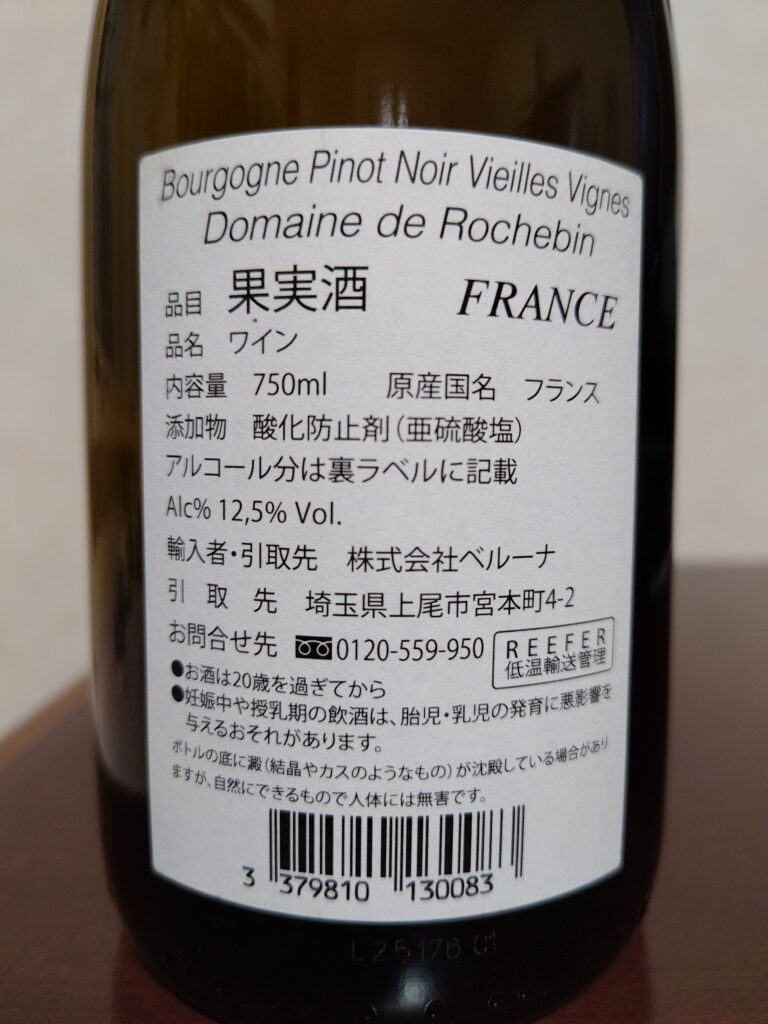 Bourgogne Pinot Noir Vieilles Vignes
Domaine de Rochebin
品目 果実酒 FRANCE
品名 ワイン
内容量 750ml 原産国名 フランス
添加物 酸化防止剤(亜硫酸塩)
アルコール分は裏ラベルに記載
Alc% 12,5% Vol.
輸入者・引取先 株式会社ベルーナ
引取先 埼玉県上尾市宮本町4-2
お問合せ先 0120-559-950
REEFER
低温輸送管理
●お酒は20歳を過ぎてから
●妊娠中や授乳期の飲酒は、胎児・乳児の発育に悪影響を
与えるおそれがあります。
ボトルの底に澱(結晶やカスのようなもの)が沈殿している場合があり
ますが、自然にできるもので人体には無害です。
3 379810 130083
L25176 01